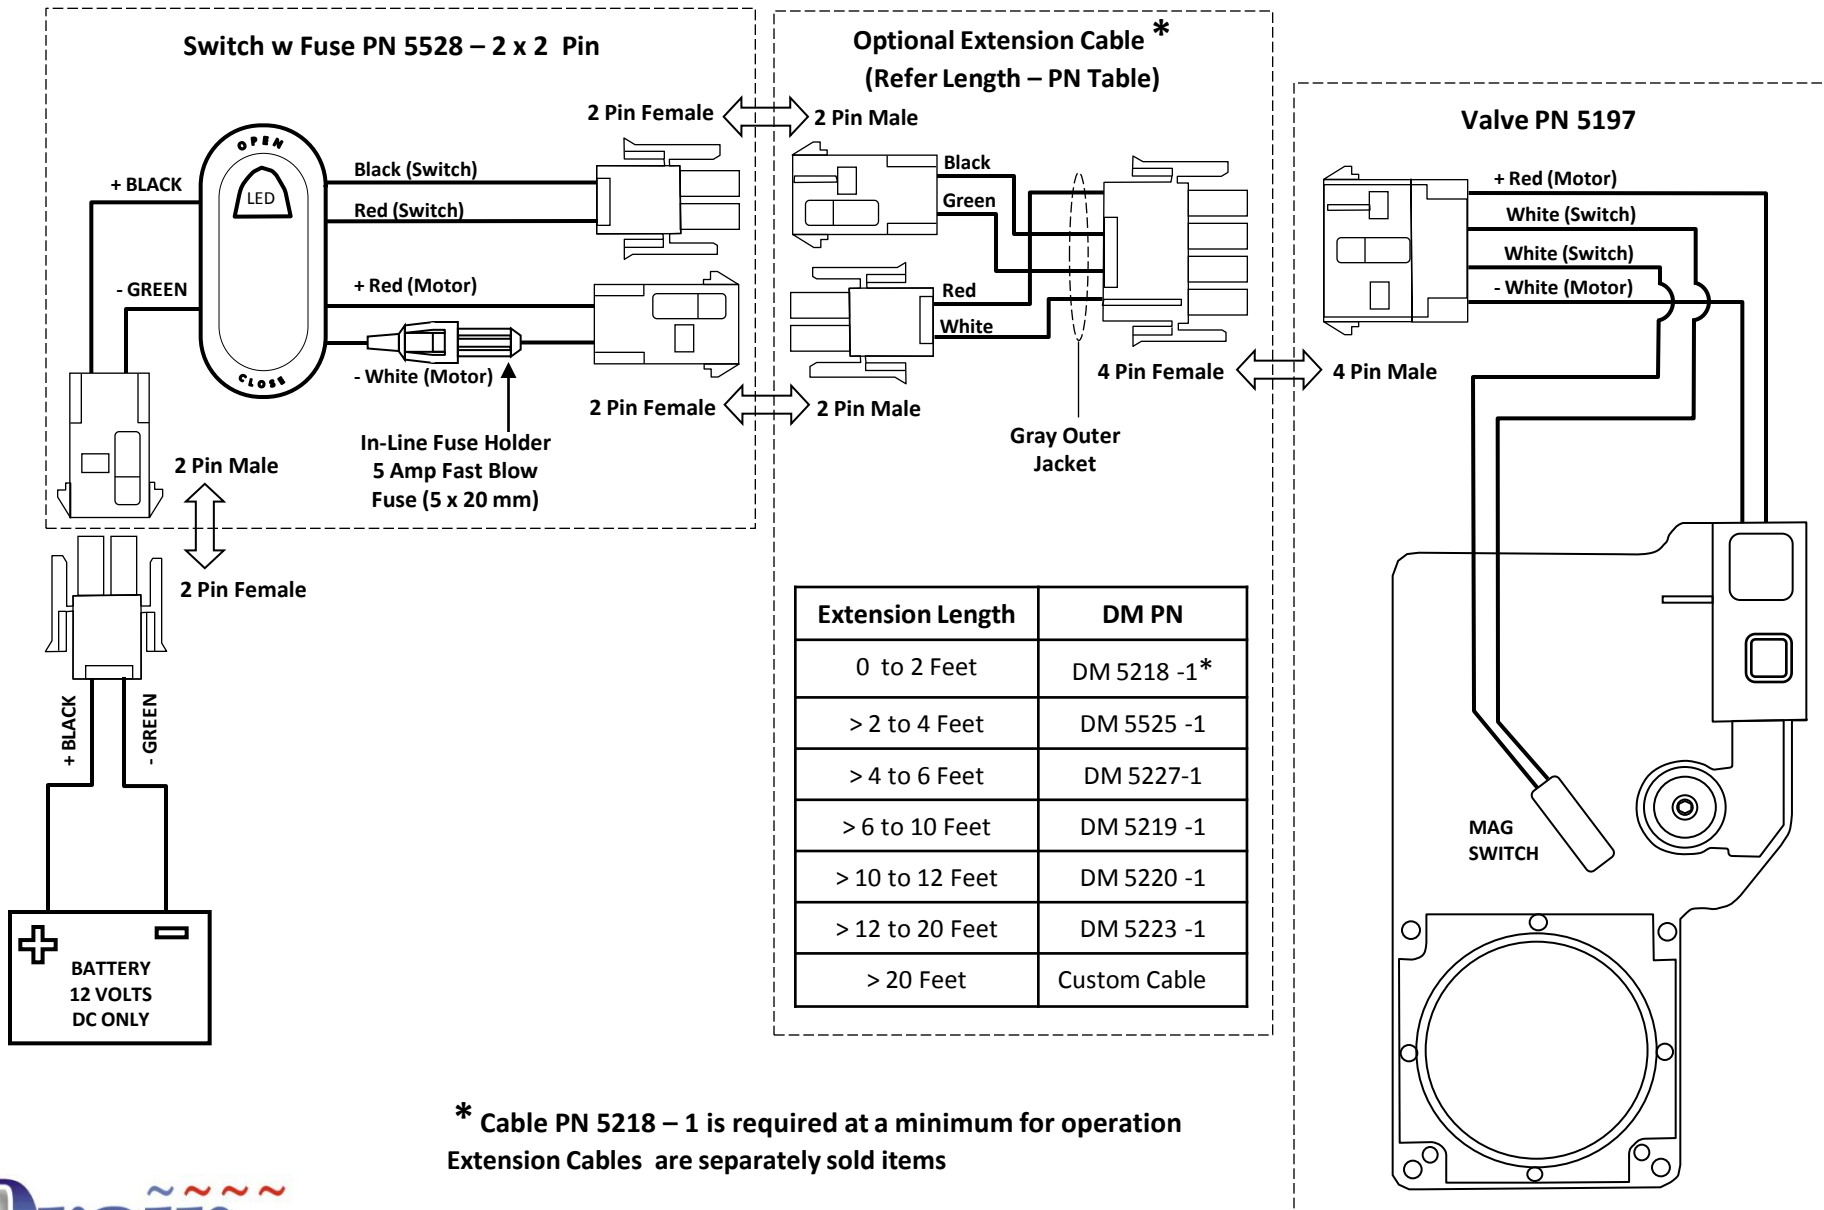 Switch w Fuse PN 5528 – 2 x 2 Pin
OPEN
LED
CLOSE
+ BLACK
- GREEN
Black (Switch)
Red (Switch)
+ Red (Motor)
- White (Motor)
In-Line Fuse Holder
5 Amp Fast Blow
Fuse (5 x 20 mm)
2 Pin Female
2 Pin Female
2 Pin Male
2 Pin Female
+ BLACK
- GREEN
BATTERY
12 VOLTS
DC ONLY
Optional Extension Cable *
(Refer Length – PN Table)
2 Pin Male
Black
Green
Red
White
2 Pin Male
4 Pin Female
Gray Outer
Jacket
Extension Length DM PN
0 to 2 Feet DM 5218 -1*
> 2 to 4 Feet DM 5525 -1
> 4 to 6 Feet DM 5227-1
> 6 to 10 Feet DM 5219 -1
> 10 to 12 Feet DM 5220 -1
> 12 to 20 Feet DM 5223 -1
> 20 Feet Custom Cable
Valve PN 5197
+ Red (Motor)
White (Switch)
White (Switch)
- White (Motor)
4 Pin Male
MAG
SWITCH
* Cable PN 5218 – 1 is required at a minimum for operation
Extension Cables are separately sold items